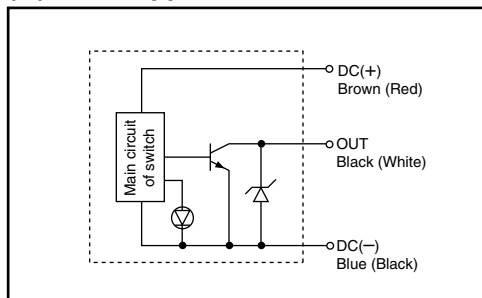 DC(+)
Brown (Red)
Main circuit
of switch
OUT
Black (White)
DC(—)
Blue (Black)